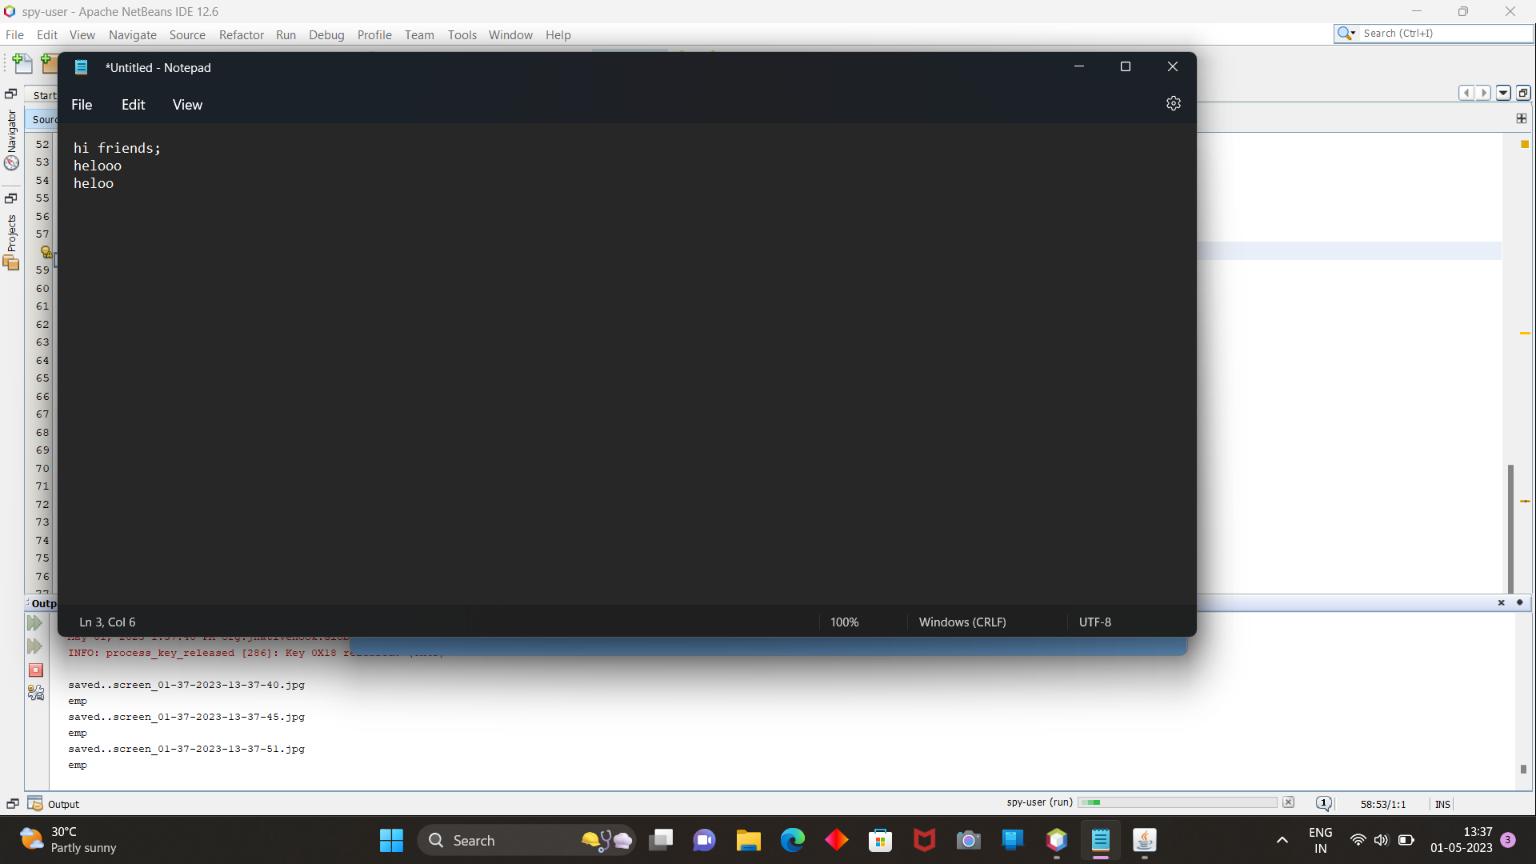 spy-user - Apache NetBeans IDE 12.6
File Edit View Navigate Source Refactor Run Debug Profile Team Tools Window Help
Search (Ctrl+I)
*Untitled - Notepad
File Edit View
Start
Sourc
Navigator
Projects
hi friends;
helooo
heloo
52
53
54
55
56
57
59
60
61
62
63
64
65
66
67
68
69
70
71
72
73
74
75
76
Ln 3, Col 6
100%
Windows (CRLF)
UTF-8
Outp
INFO: process_key_released [286]: Key 0X18
saved..screen_01-37-2023-13-37-40.jpg
emp
saved..screen_01-37-2023-13-37-45.jpg
emp
saved..screen_01-37-2023-13-37-51.jpg
emp
Output
spy-user (run)
1
58:53/1:1
INS
30°C
Partly sunny
Search
ENG
IN
13:37
01-05-2023
3